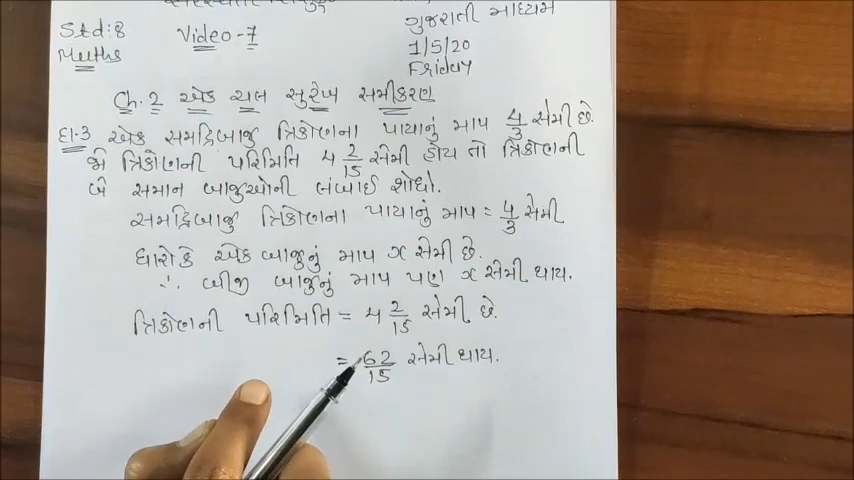 ગુજરાતી માધ્યમ
Std:8
Video-7
Maths
1/5/20
Friday
Ch.2 એક ચલ સુરેખ સમીકરણ
દા.3 એક સમદ્વિબાજુ ત્રિકોણના પાયાનું માપ 4/3 સેમી છે.
જો ત્રિકોણની પરિમિતિ 4 2/15 સેમી હોય તો ત્રિકોણની
બે સમાન બાજુઓની લંબાઈ શોધો.
સમદ્વિબાજુ ત્રિકોણના પાયાનું માપ = 4/3 સેમી
ધારો કે એક બાજુનું માપ x સેમી છે.
∴ બીજી બાજુનું માપ પણ x સેમી થાય.
ત્રિકોણની પરિમિતિ = 4 2/15 સેમી છે.
= 62/15 સેમી થાય.